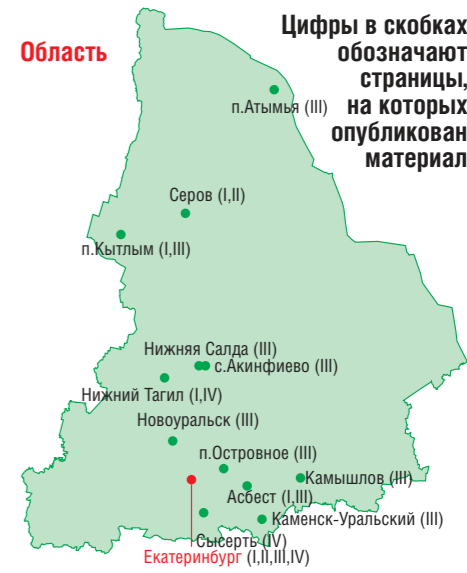 Область
Цифры в скобках
обозначают
страницы,
на которых
опубликован
материал
п.Атымья (III)
Серов (I,II)
п.Кытлым (I,III)
Нижняя Салда (III)
с.Акинфиево (III)
Нижний Тагил (I,IV)
Новоуральск (III)
п.Островное (III)
Камышлов (III)
Асбест (I,III)
Каменск-Уральский (III)
Сысерть (IV)
Екатеринбург (I,II,III,IV)